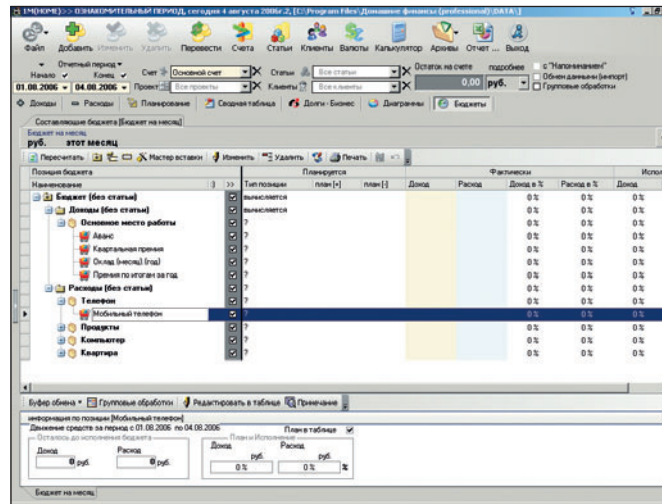 1M(HOME)>> ОЗНАКОМИТЕЛЬНЫЙ ПЕРИОД, сегодня 4 августа 2006г.2, [C:\Program Files\Домашние финансы (professional)\DATA\]
Файл Добавить Изменить Удалить Перевести Счета Статьи Клиенты Валюты Калькулятор Архивы Отчет ... Выход
Отчетный период Остаток на счете подробнее с "Напоминанием"
Начало Конец Счет Основной счет Статьи Все статьи Обмен данными (импорт)
01.08.2006 04.08.2006 Проект Все проекты Клиенты Все клиенты 0,00 руб. Групповые обработки
Доходы Расходы Планирование Сводная таблица Долги - Бизнес Диаграммы Бюджеты
Составляющие бюджета [Бюджет на месяц]
Бюджет на месяц
руб. этот месяц
Пересчитать Мастер вставки Изменить Удалить Печать
Позиция бюджета Планируется Фактически Испол
Наименование >> Тип позиции план [+] план [-] Доход Расход Доход в % Расход в % Доход
Бюджет (без статьи) вычисляется 0 % 0 % 0
Доходы (без статьи) вычисляется 0 % 0 % 0
Основное место работы ? 0 % 0 % 0
Аванс ? 0 % 0 % 0
Квартальная премия ? 0 % 0 % 0
Оклад (месяц) (год) ? 0 % 0 % 0
Премия по итогам за год ? 0 % 0 % 0
Расходы (без статьи) ? 0 % 0 % 0
Телефон ? 0 % 0 % 0
Мобильный телефон ? 0 % 0 % 0
Продукты ? 0 % 0 % 0
Компьютер ? 0 % 0 % 0
Квартира ? 0 % 0 % 0
Буфер обмена Групповые обработки Редактировать в таблице Примечание
информация по позиции [Мобильный телефон]
Движение средств за период с 01.08.2006 по 04.08.2006 План в таблице
Осталось до исполнения бюджета План и Исполнение
Доход Расход Доход Расход
0 руб. 0 руб. руб. руб.
0 % 0 % %
Бюджет на месяц